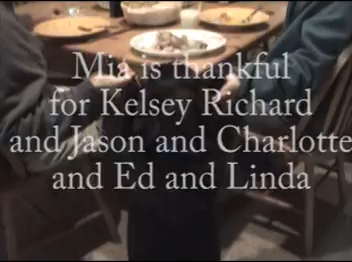 Mia is thankful
for Kelsey Richard
and Jason and Charlotte
and Ed and Linda